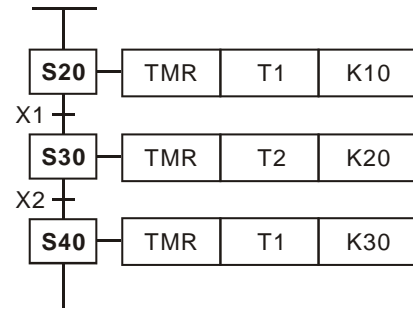 S20 TMR T1 K10
X1
S30 TMR T2 K20
X2
S40 TMR T1 K30